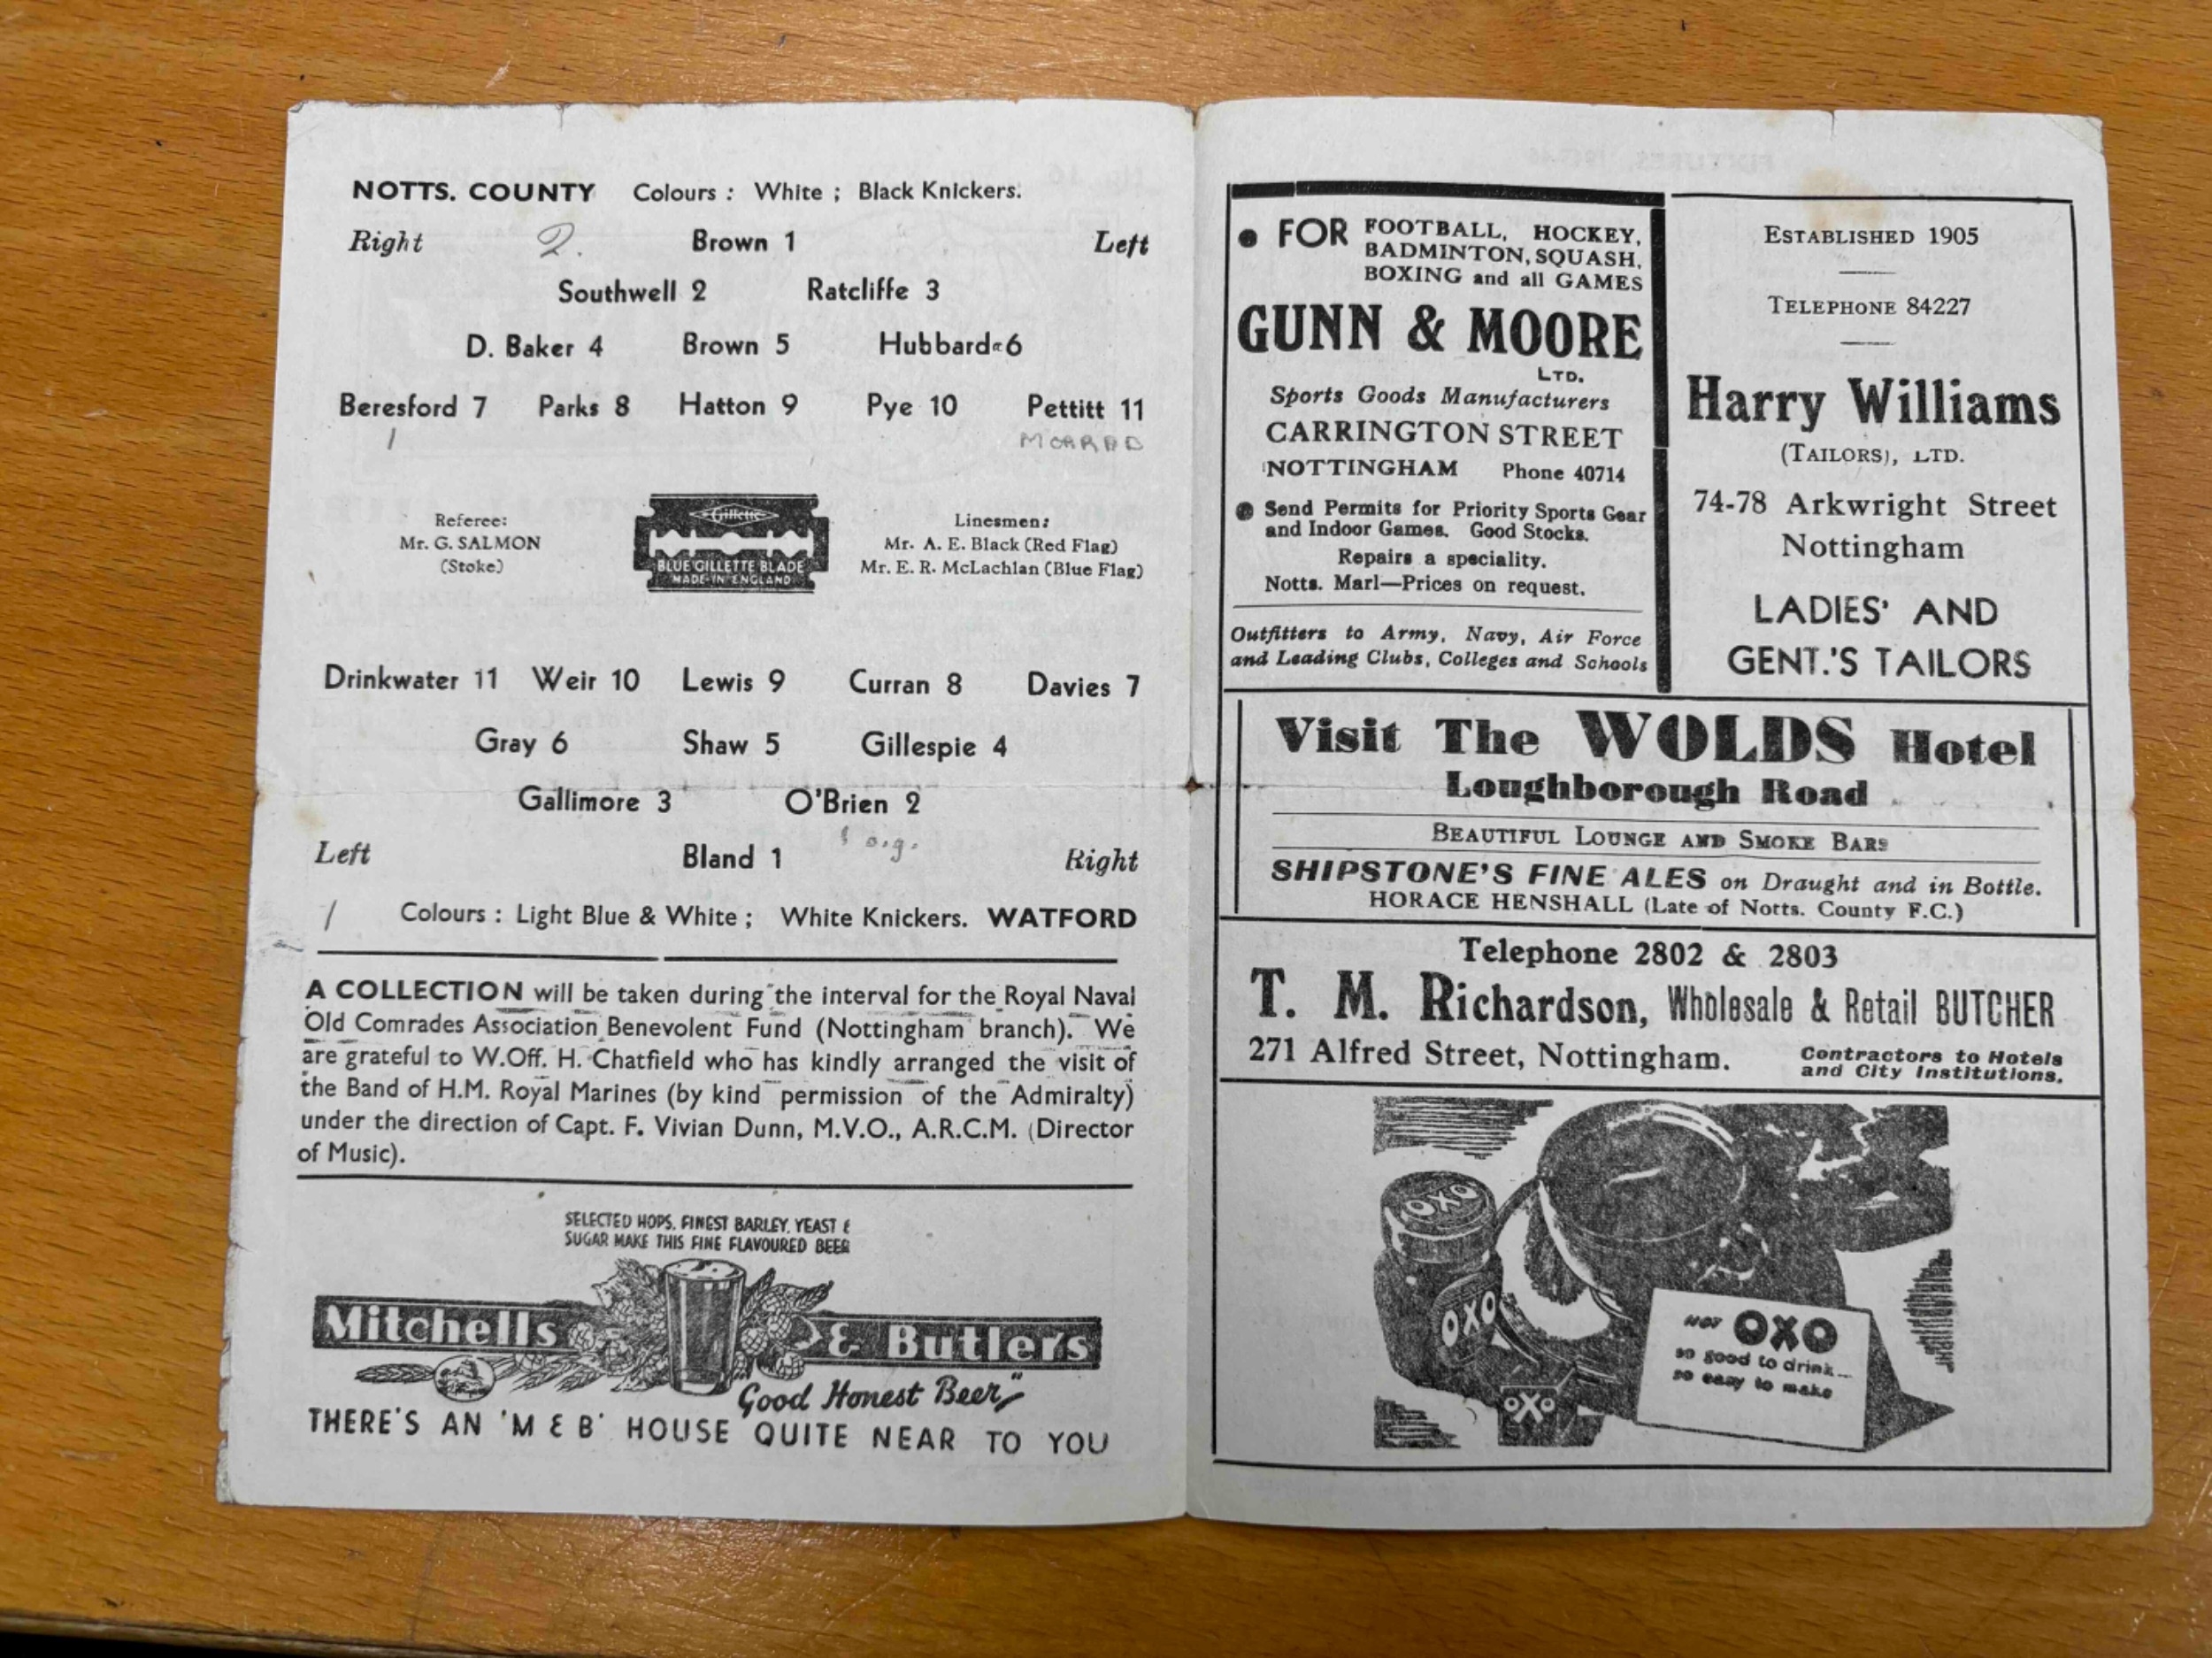 NOTTS. COUNTY Colours : White ; Black Knickers.
Right 2. Brown 1 Left
Southwell 2 Ratcliffe 3
D. Baker 4 Brown 5 Hubbard 6
Beresford 7 Parks 8 Hatton 9 Pye 10 Pettitt 11
1
Referee:
Mr. G. SALMON
(Stoke)
Gillette
BLUE GILLETTE BLADE
MADE IN ENGLAND
Linesmen:
Mr. A. E. Black (Red Flag)
Mr. E. R. McLachlan (Blue Flag)
Drinkwater 11 Weir 10 Lewis 9 Curran 8 Davies 7
Gray 6 Shaw 5 Gillespie 4
Gallimore 3 O'Brien 2
1 o.g.
Left Bland 1 Right
1 Colours : Light Blue & White ; White Knickers. WATFORD
A COLLECTION will be taken during the interval for the Royal Naval
Old Comrades Association Benevolent Fund (Nottingham branch). We
are grateful to W.Off. H. Chatfield who has kindly arranged the visit of
the Band of H.M. Royal Marines (by kind permission of the Admiralty)
under the direction of Capt. F. Vivian Dunn, M.V.O., A.R.C.M. (Director
of Music).
SELECTED HOPS, FINEST BARLEY, YEAST &
SUGAR MAKE THIS FINE FLAVOURED BEER
Mitchells & Butlers
"Good Honest Beer"
THERE'S AN 'M & B' HOUSE QUITE NEAR TO YOU
• FOR FOOTBALL, HOCKEY,
BADMINTON, SQUASH,
BOXING and all GAMES
GUNN & MOORE
LTD.
Sports Goods Manufacturers
CARRINGTON STREET
NOTTINGHAM Phone 40714
• Send Permits for Priority Sports Gear
and Indoor Games. Good Stocks.
Repairs a speciality.
Notts. Marl—Prices on request.
Outfitters to Army, Navy, Air Force
and Leading Clubs, Colleges and Schools
ESTABLISHED 1905
TELEPHONE 84227
Harry Williams
(TAILORS), LTD.
74-78 Arkwright Street
Nottingham
LADIES' AND
GENT.'S TAILORS
Visit The WOLDS Hotel
Loughborough Road
BEAUTIFUL LOUNGE AND SMOKE BARS
SHIPSTONE'S FINE ALES on Draught and in Bottle.
HORACE HENSHALL (Late of Notts. County F.C.)
Telephone 2802 & 2803
T. M. Richardson, Wholesale & Retail BUTCHER
271 Alfred Street, Nottingham. Contractors to Hotels
and City Institutions.
OXO
OXO
OXO
HOT OXO
so good to drink...
so easy to make